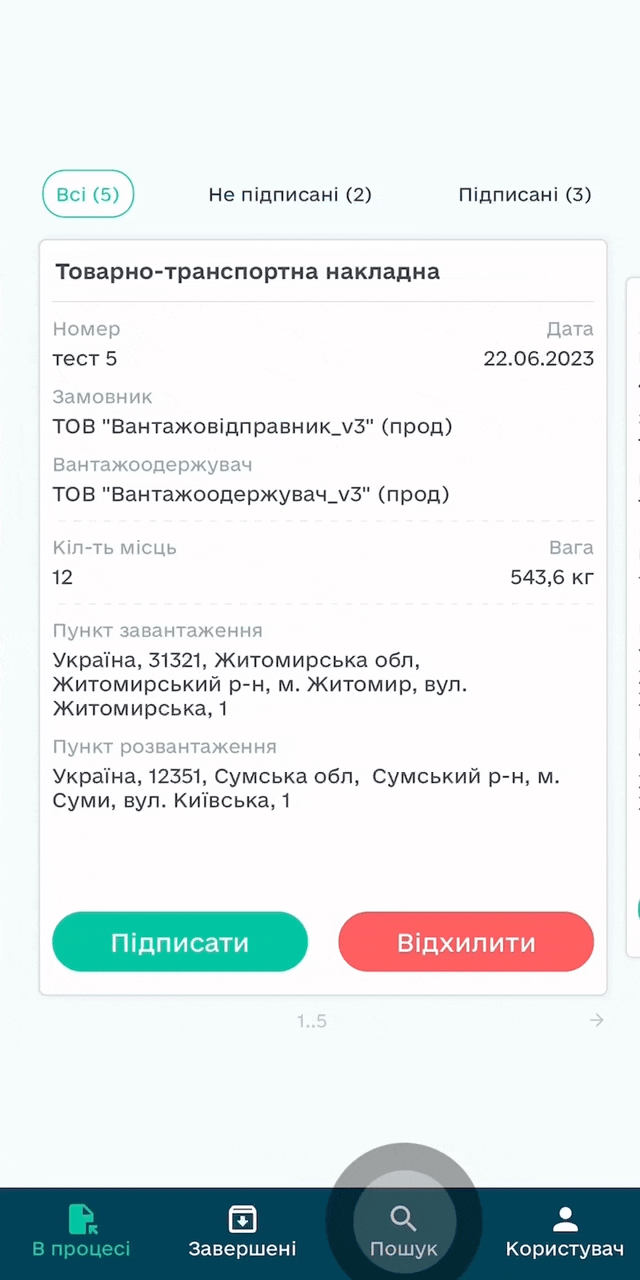 Всі (5) Не підписані (2) Підписані (3)
Товарно-транспортна накладна
Номер Дата
тест 5 22.06.2023
Замовник
ТОВ "Вантажовідправник_v3" (прод)
Вантажоодержувач
ТОВ "Вантажоодержувач_v3" (прод)
Кіл-ть місць Вага
12 543,6 кг
Пункт завантаження
Україна, 31321, Житомирська обл,
Житомирський р-н, м. Житомир, вул.
Житомирська, 1
Пункт розвантаження
Україна, 12351, Сумська обл, Сумський р-н, м.
Суми, вул. Київська, 1
Підписати Відхилити
1..5 →
В процесі Завершені Пошук Користувач